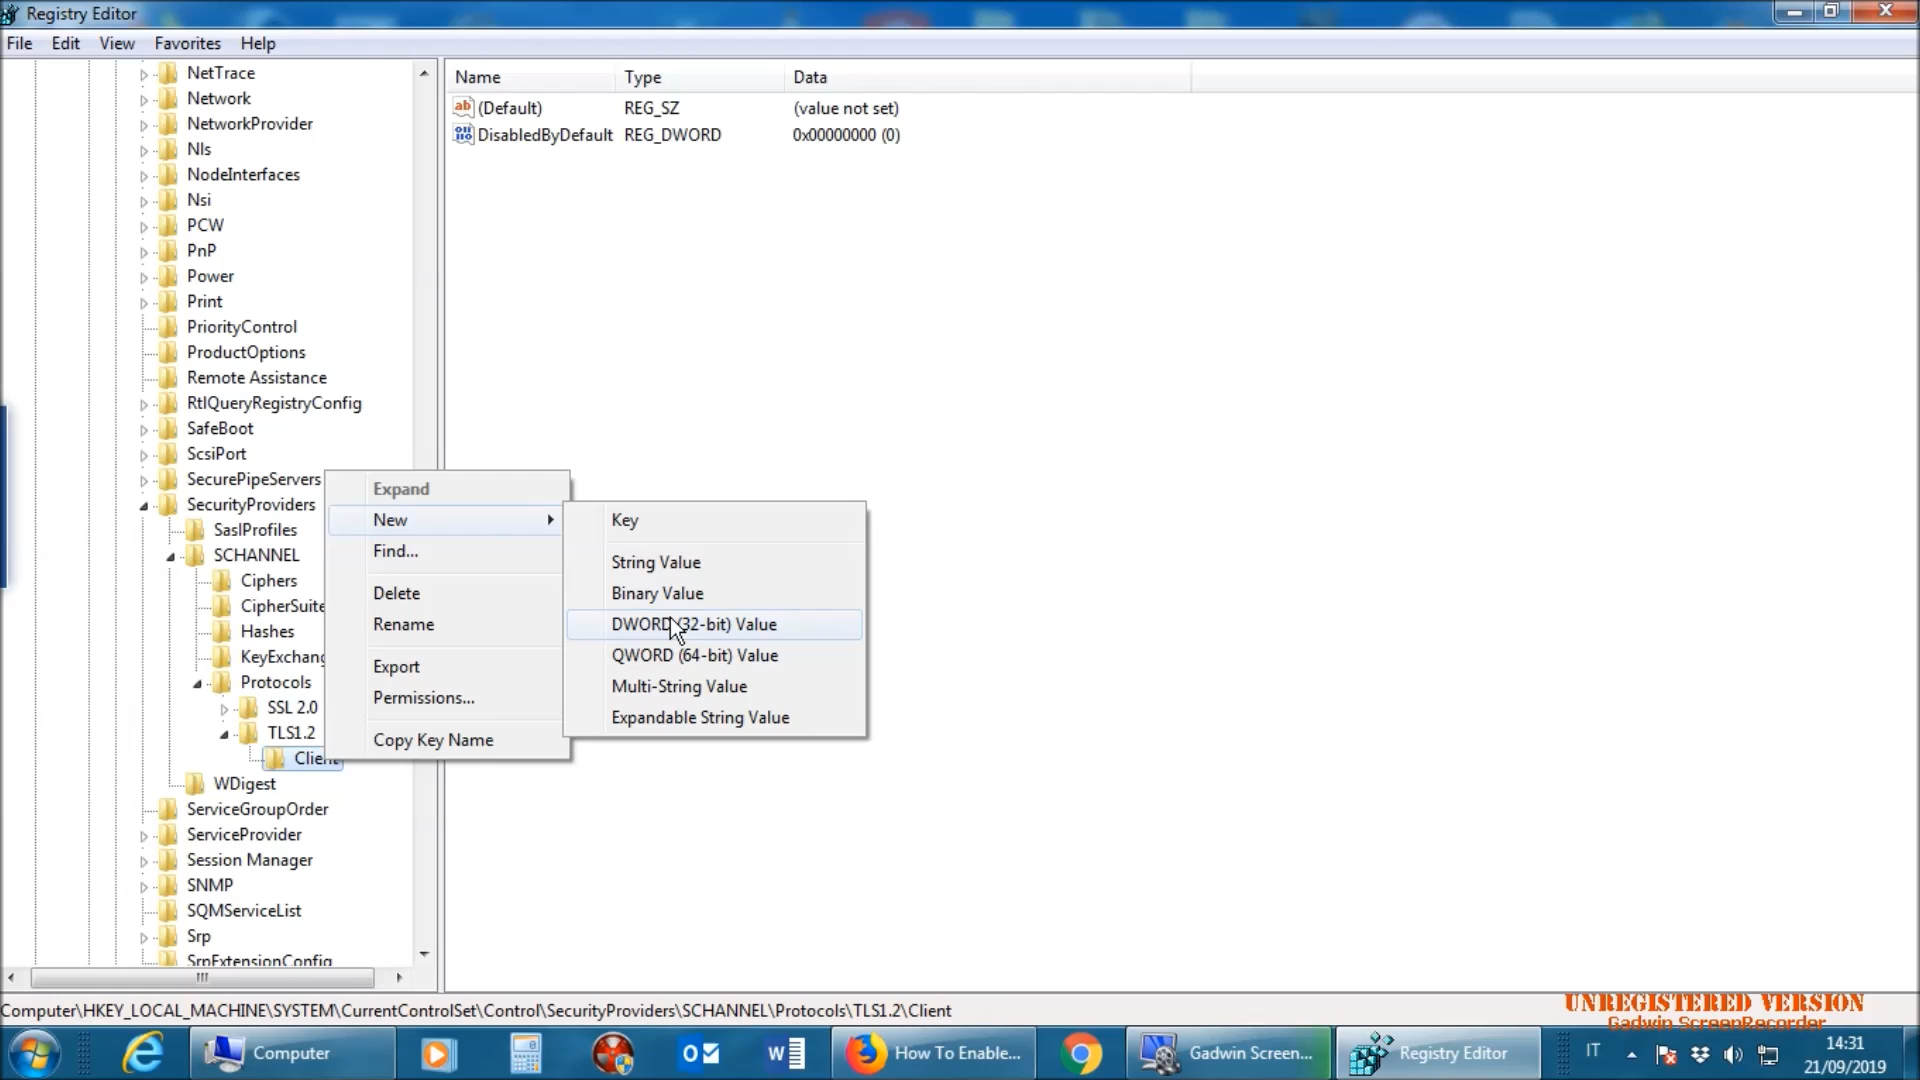 Registry Editor
File Edit View Favorites Help
NetTrace
Network
NetworkProvider
Nls
NodeInterfaces
Nsi
PCW
PnP
Power
Print
PriorityControl
ProductOptions
Remote Assistance
RtlQueryRegistryConfig
SafeBoot
ScsiPort
SecurePipeServers
SecurityProviders
SaslProfiles
SCHANNEL
Ciphers
CipherSuite
Hashes
KeyExchang
Protocols
SSL 2.0
TLS1.2
Client
WDigest
ServiceGroupOrder
ServiceProvider
Session Manager
SNMP
SQMServiceList
Srp
SrpExtensionConfig
Name Type Data
(Default) REG_SZ (value not set)
DisabledByDefault REG_DWORD 0x00000000 (0)
Expand
New
Find...
Delete
Rename
Export
Permissions...
Copy Key Name
Key
String Value
Binary Value
DWORD (32-bit) Value
QWORD (64-bit) Value
Multi-String Value
Expandable String Value
Computer\HKEY_LOCAL_MACHINE\SYSTEM\CurrentControlSet\Control\SecurityProviders\SCHANNEL\Protocols\TLS1.2\Client
UNREGISTERED VERSION
Gadwin ScreenRecorder
Computer
How To Enable...
Gadwin Screen...
Registry Editor
IT
14:31
21/09/2019